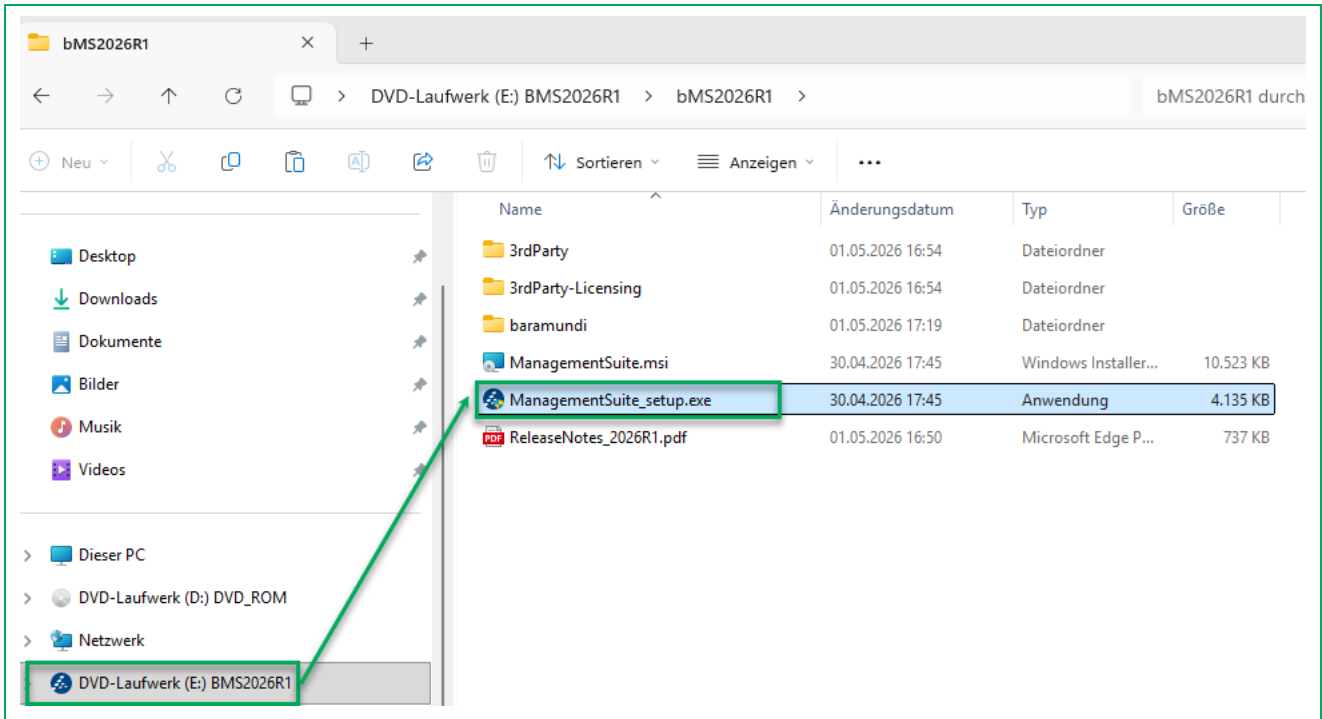 bMS2026R1
DVD-Laufwerk (E:) BMS2026R1 > bMS2026R1 >
bMS2026R1 durch
Neu
Sortieren
Anzeigen
Name Änderungsdatum Typ Größe
Desktop
Downloads
Dokumente
Bilder
Musik
Videos
Dieser PC
DVD-Laufwerk (D:) DVD_ROM
Netzwerk
DVD-Laufwerk (E:) BMS2026R1
3rdParty 01.05.2026 16:54 Dateiordner
3rdParty-Licensing 01.05.2026 16:54 Dateiordner
baramundi 01.05.2026 17:19 Dateiordner
ManagementSuite.msi 30.04.2026 17:45 Windows Installer... 10.523 KB
ManagementSuite_setup.exe 30.04.2026 17:45 Anwendung 4.135 KB
PDF ReleaseNotes_2026R1.pdf 01.05.2026 16:50 Microsoft Edge P... 737 KB